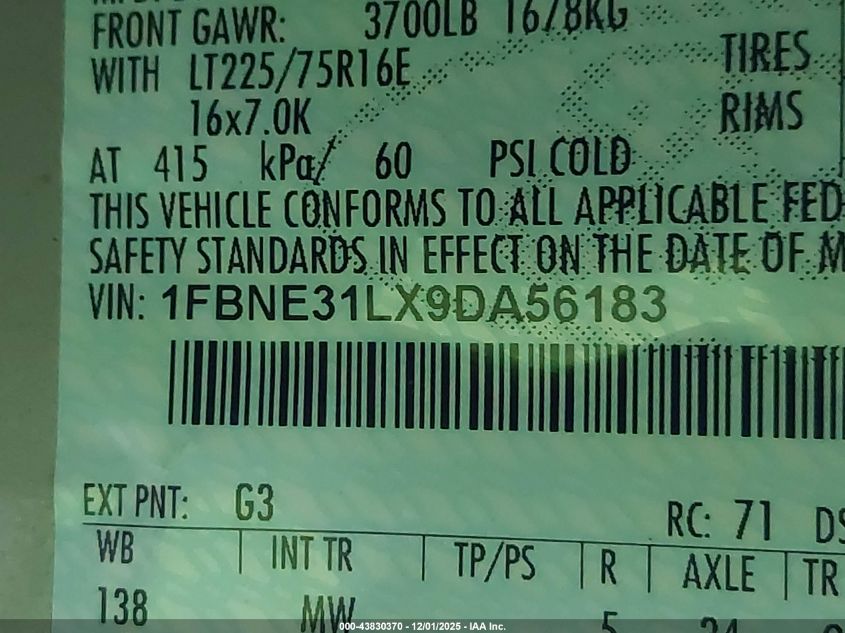 FRONT GAWR: 3700LB 1678KG
WITH LT225/75R16E TIRES
16x7.0K RIMS
AT 415 kPa/ 60 PSI COLD
THIS VEHICLE CONFORMS TO ALL APPLICABLE FED
SAFETY STANDARDS IN EFFECT ON THE DATE OF M
VIN: 1FBNE31LX9DA56183
EXT PNT: G3 RC: 71 DS
WB INT TR TP/PS R AXLE TR
138 MW 5
000-43830370 - 12/01/2025 - IAA Inc.